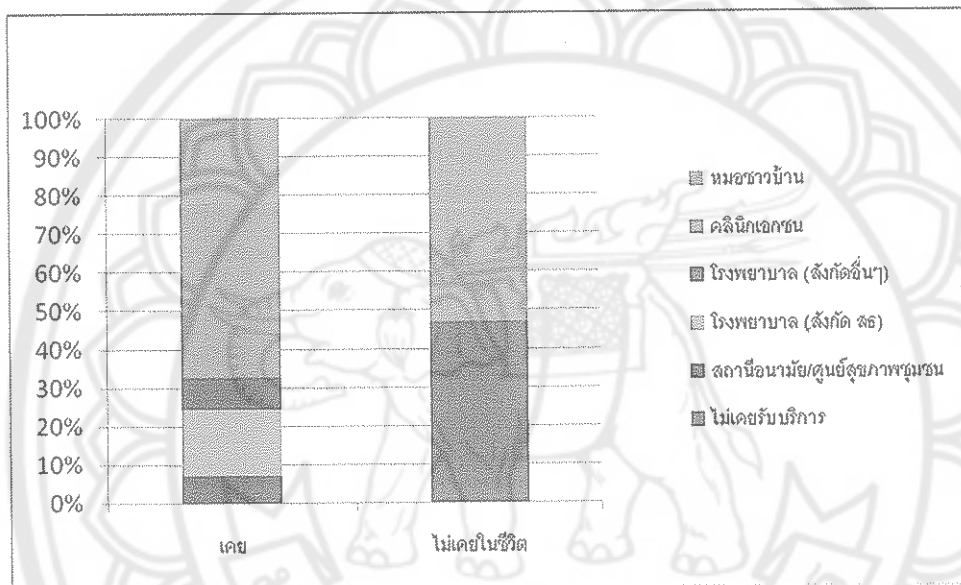 100%
90%
80%
70%
60%
50%
40%
30%
20%
10%
0%
เคย
ไม่เคยในชีวิต
หมอชาวบ้าน
คลินิกเอกชน
โรงพยาบาล (สังกัดอื่นๆ)
โรงพยาบาล (สังกัด สธ)
สถานีอนามัย/ศูนย์สุขภาพชุมชน
ไม่เคยรับบริการ